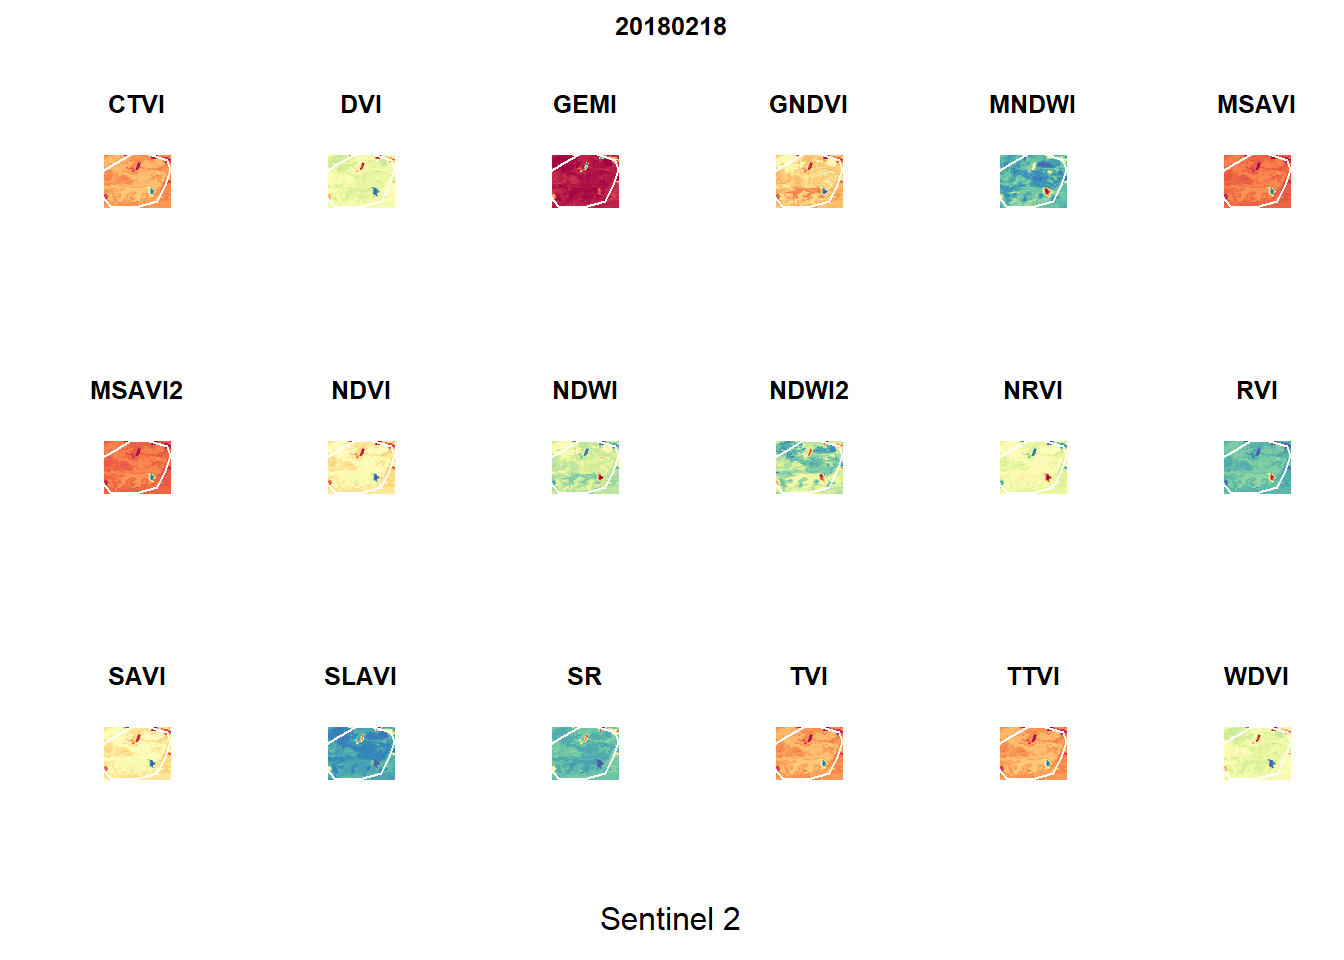 20180218
CTVI DVI GEMI GNDVI MNDWI MSAVI
MSAVI2 NDVI NDWI NDWI2 NRVI RVI
SAVI SLAVI SR TVI TTVI WDVI
Sentinel 2